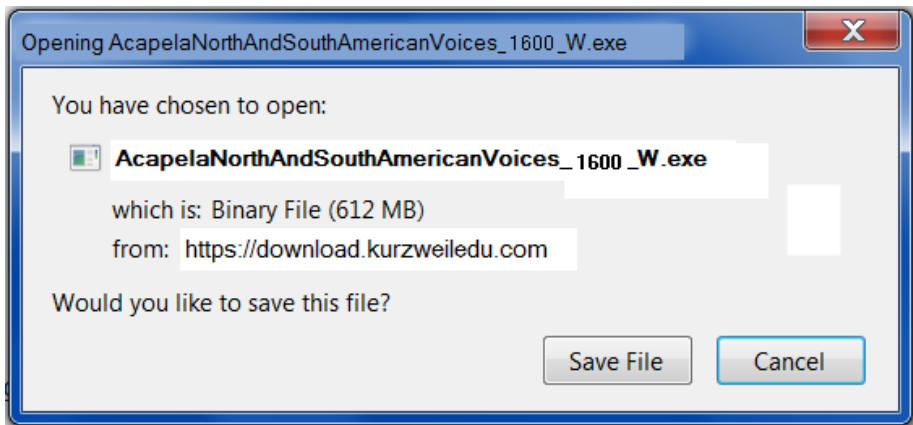 Opening AcapelaNorthAndSouthAmericanVoices_1600_W.exe
You have chosen to open:
AcapelaNorthAndSouthAmericanVoices_1600_W.exe
which is: Binary File (612 MB)
from: https://download.kurzweiledu.com
Would you like to save this file?
Save File Cancel